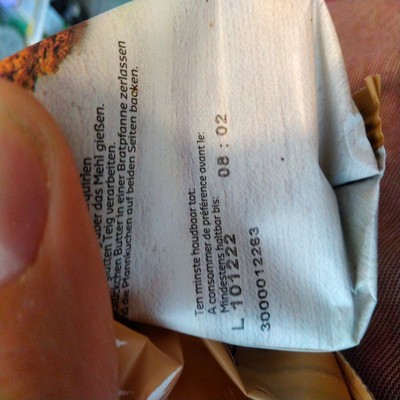 über das Mehl gießen.
Teig verarbeiten.
Butter in einer Bratpfanne zerlassen
Pfannkuchen auf beiden Seiten backen.
Ten minste houdbaar tot:
A consommer de préférence avant le:
Mindestens haltbar bis:
L 101222 08:02
3000012263